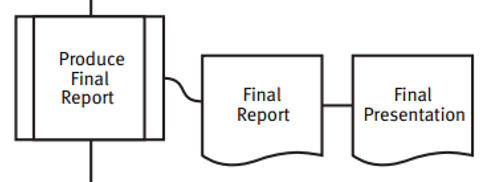 Produce
Final
Report
Final
Report
Final
Presentation